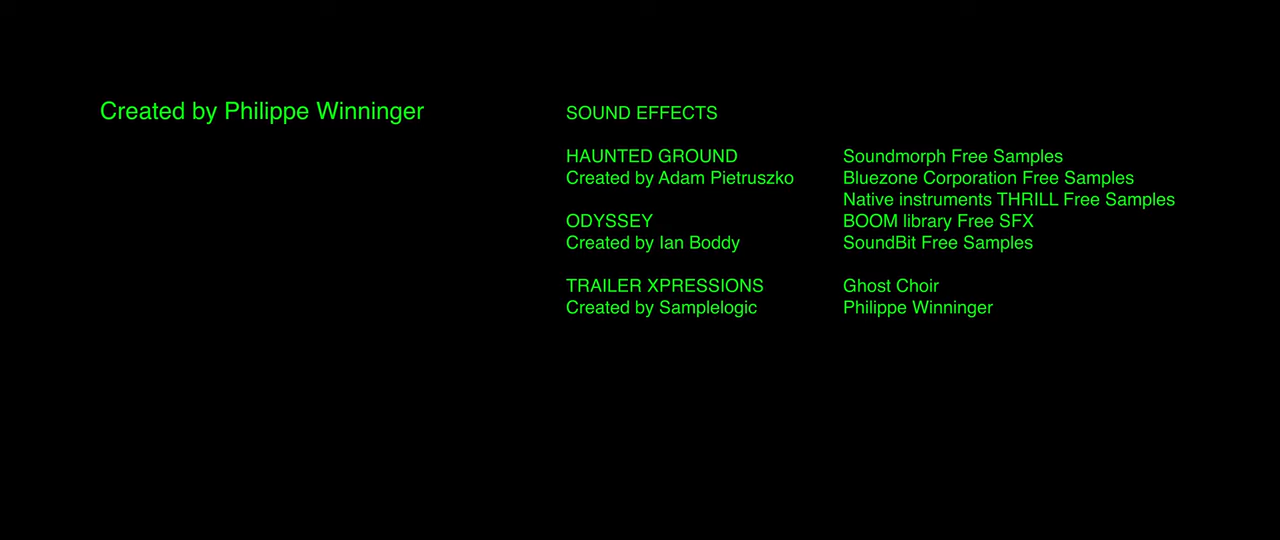 Created by Philippe Winninger
SOUND EFFECTS
HAUNTED GROUND
Created by Adam Pietruszko
ODYSSEY
Created by Ian Boddy
TRAILER XPRESSIONS
Created by Samplelogic
Soundmorph Free Samples
Bluezone Corporation Free Samples
Native instruments THRILL Free Samples
BOOM library Free SFX
SoundBit Free Samples
Ghost Choir
Philippe Winninger